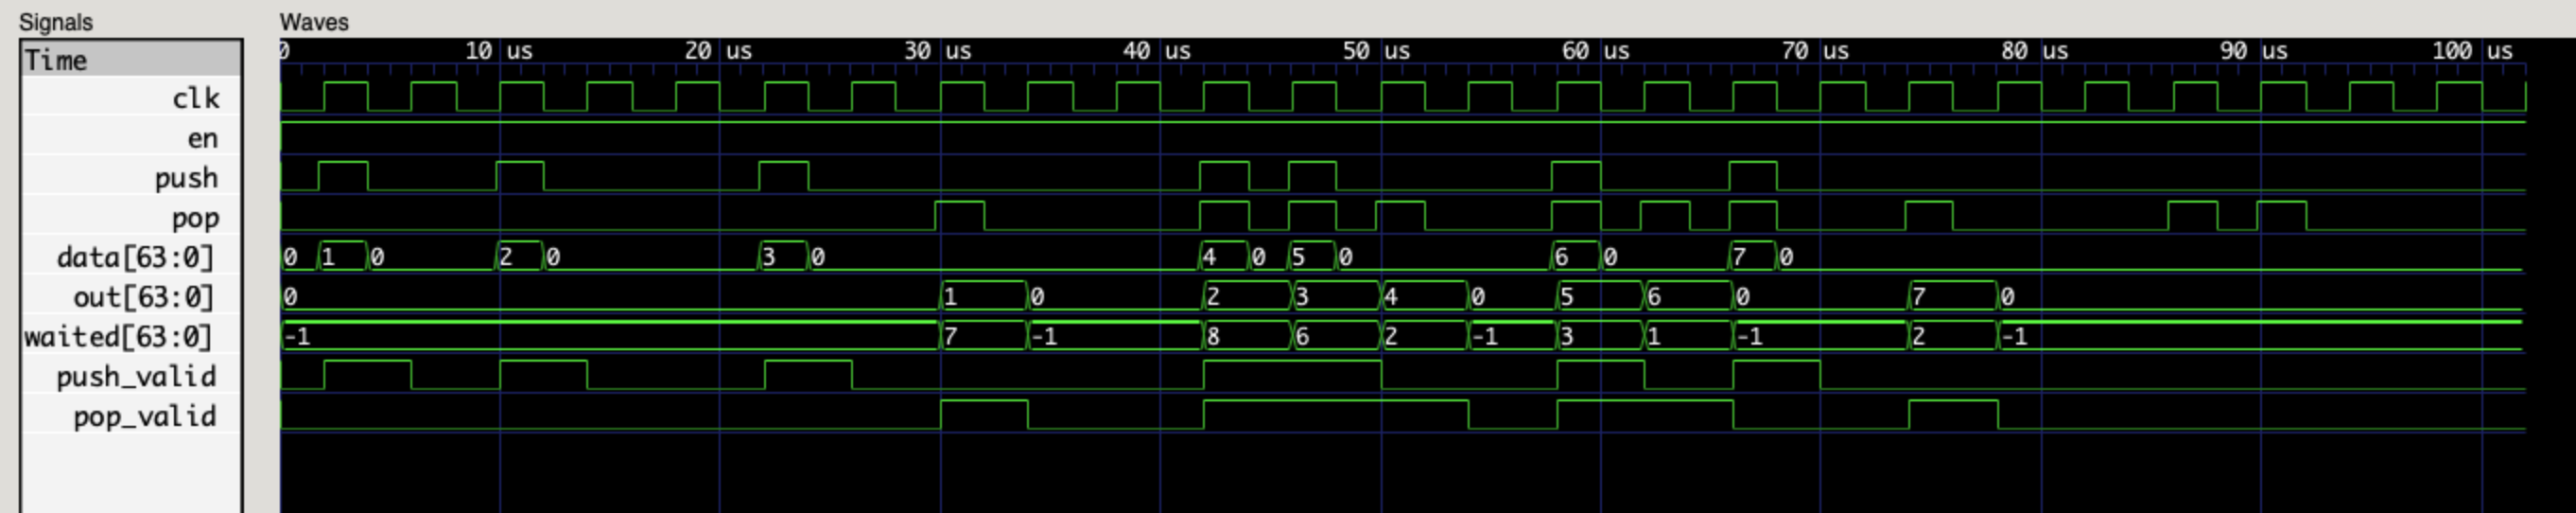 Signals Waves
Time 0 10 us 20 us 30 us 40 us 50 us 60 us 70 us 80 us 90 us 100 us
clk
en
push
pop
data[63:0] 0 1 0 2 0 3 0 4 0 5 0 6 0 7 0
out[63:0] 0 1 0 2 3 4 0 5 6 0 7 0
waited[63:0] -1 7 -1 8 6 2 -1 3 1 -1 2 -1
push_valid
pop_valid